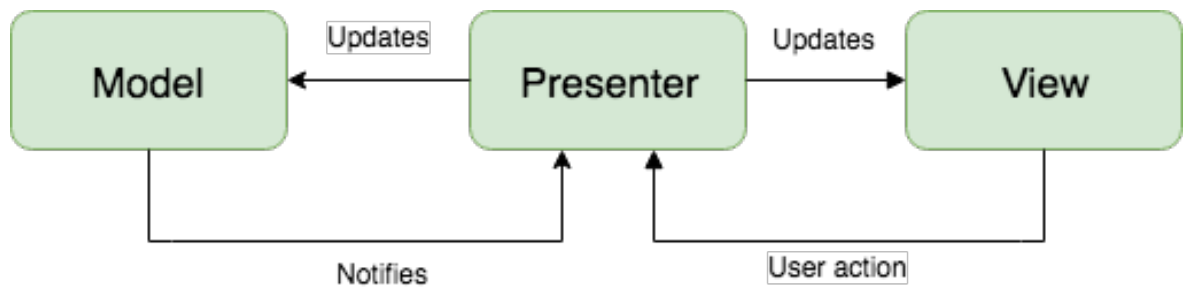 Updates
Updates
Model
Presenter
View
Notifies
User action